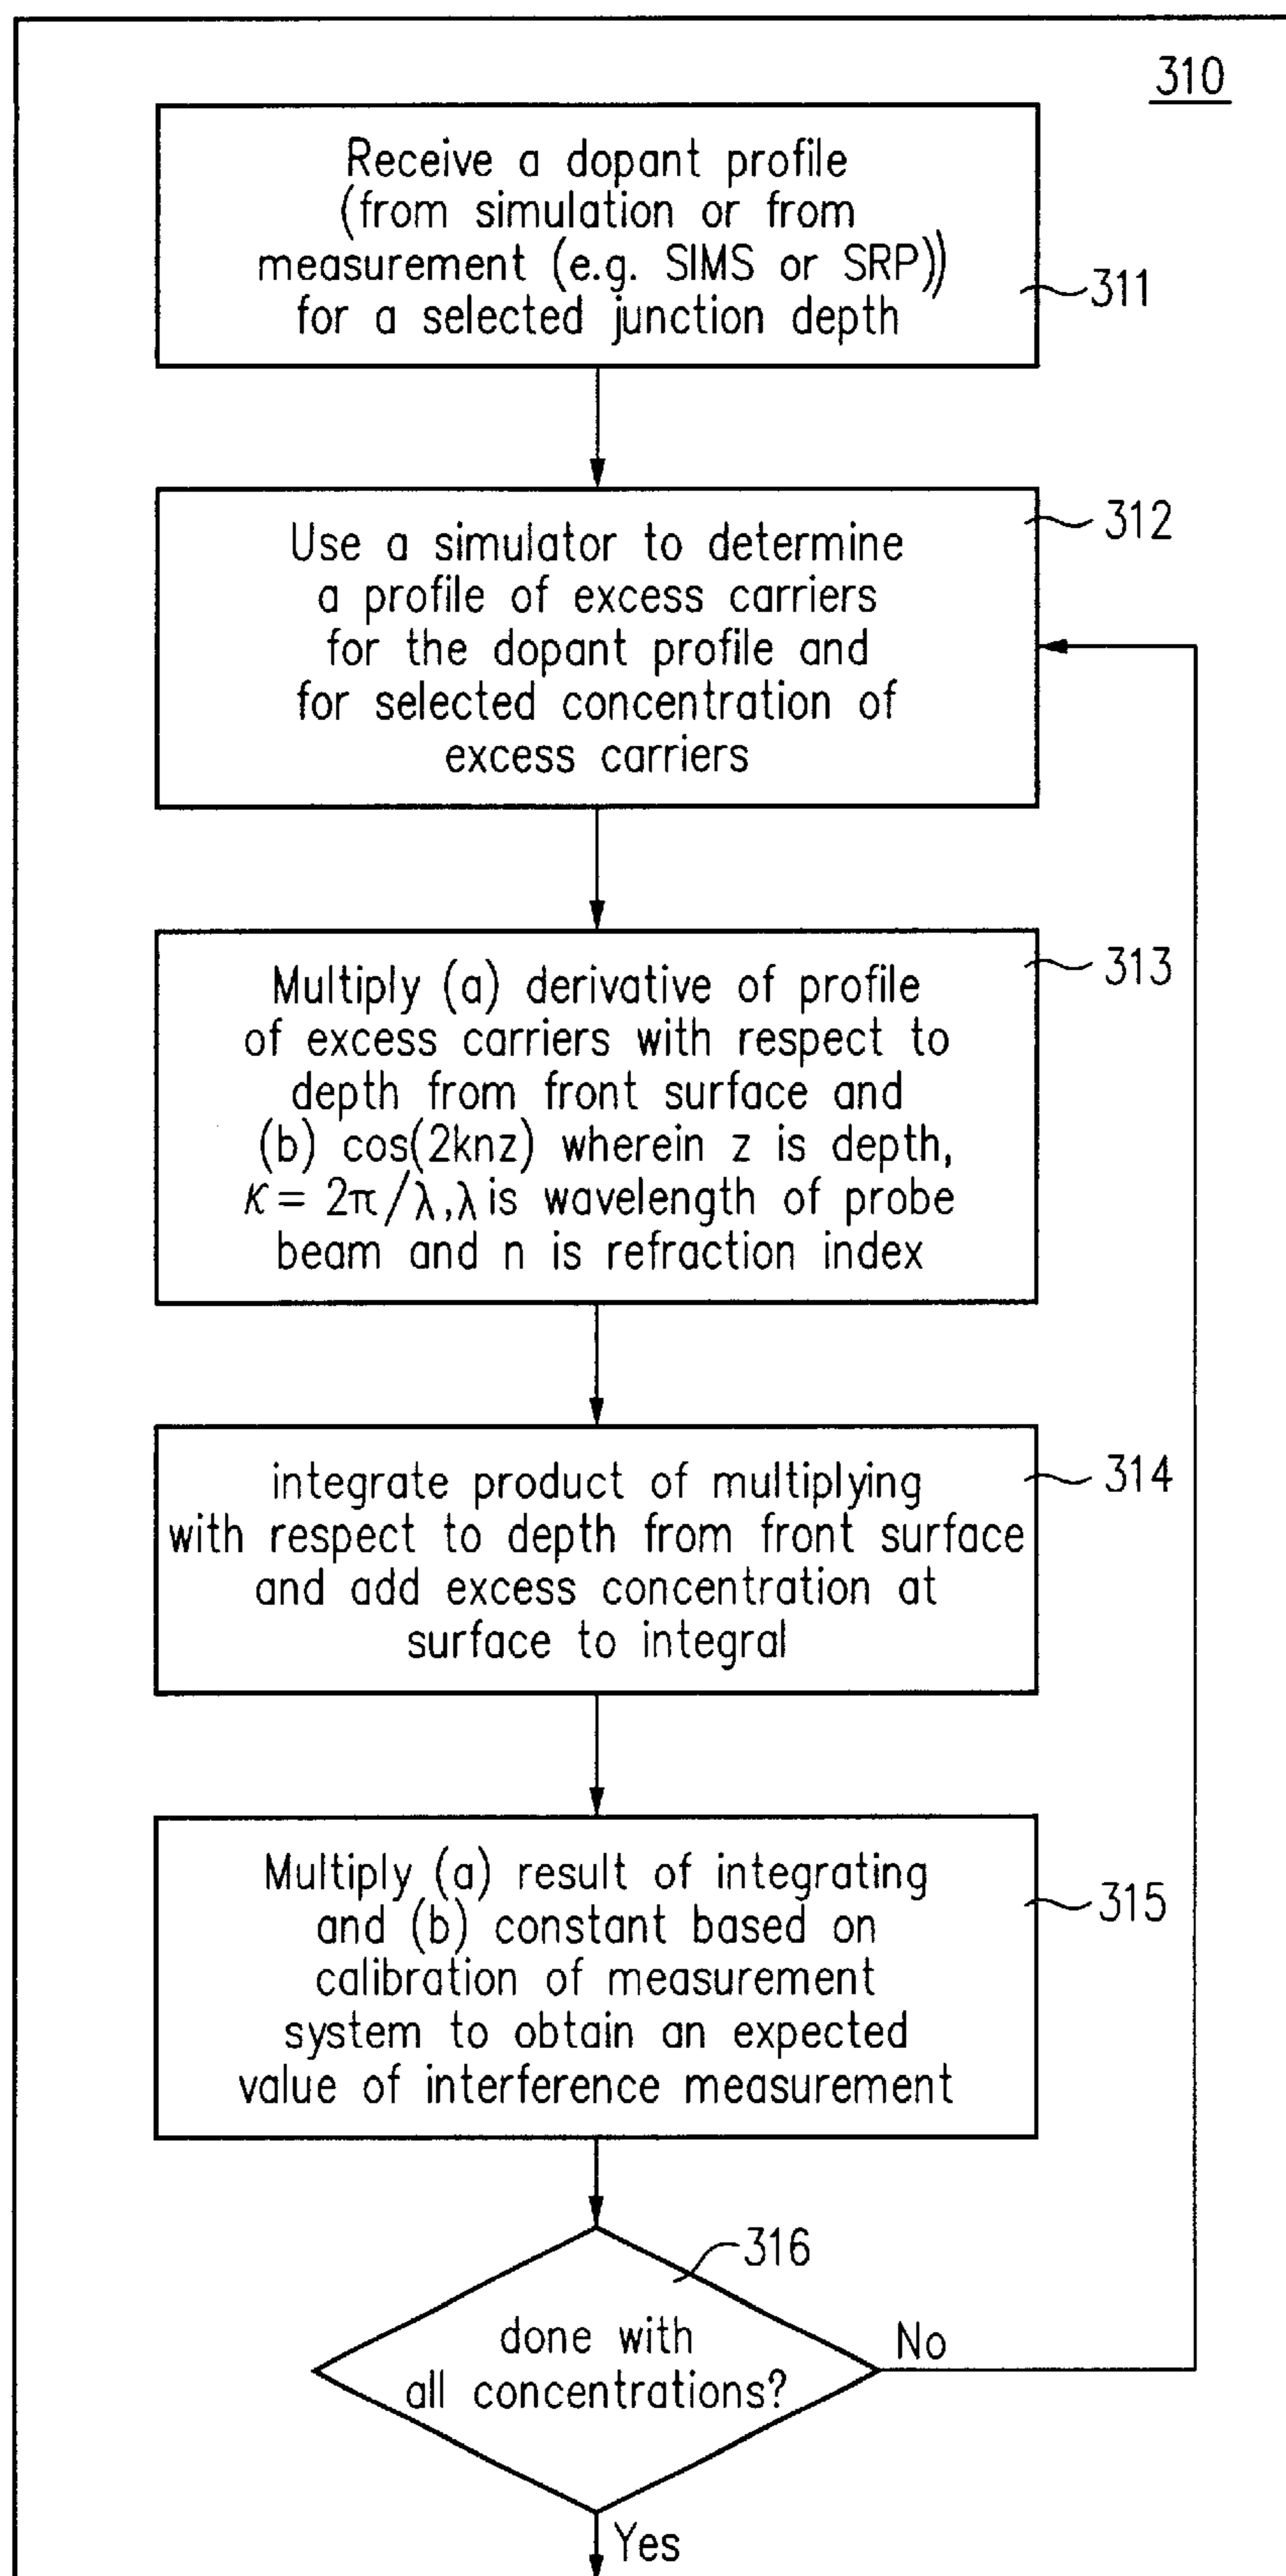 310
Receive a dopant profile
(from simulation or from
measurement (e.g. SIMS or SRP))
for a selected junction depth
311
Use a simulator to determine
a profile of excess carriers
for the dopant profile and
for selected concentration of
excess carriers
312
Multiply (a) derivative of profile
of excess carriers with respect to
depth from front surface and
(b) cos(2knz) wherein z is depth,
K = 2π/λ,λ is wavelength of probe
beam and n is refraction index
313
integrate product of multiplying
with respect to depth from front surface
and add excess concentration at
surface to integral
314
Multiply (a) result of integrating
and (b) constant based on
calibration of measurement
system to obtain an expected
value of interference measurement
315
316
done with
all concentrations?
No
Yes